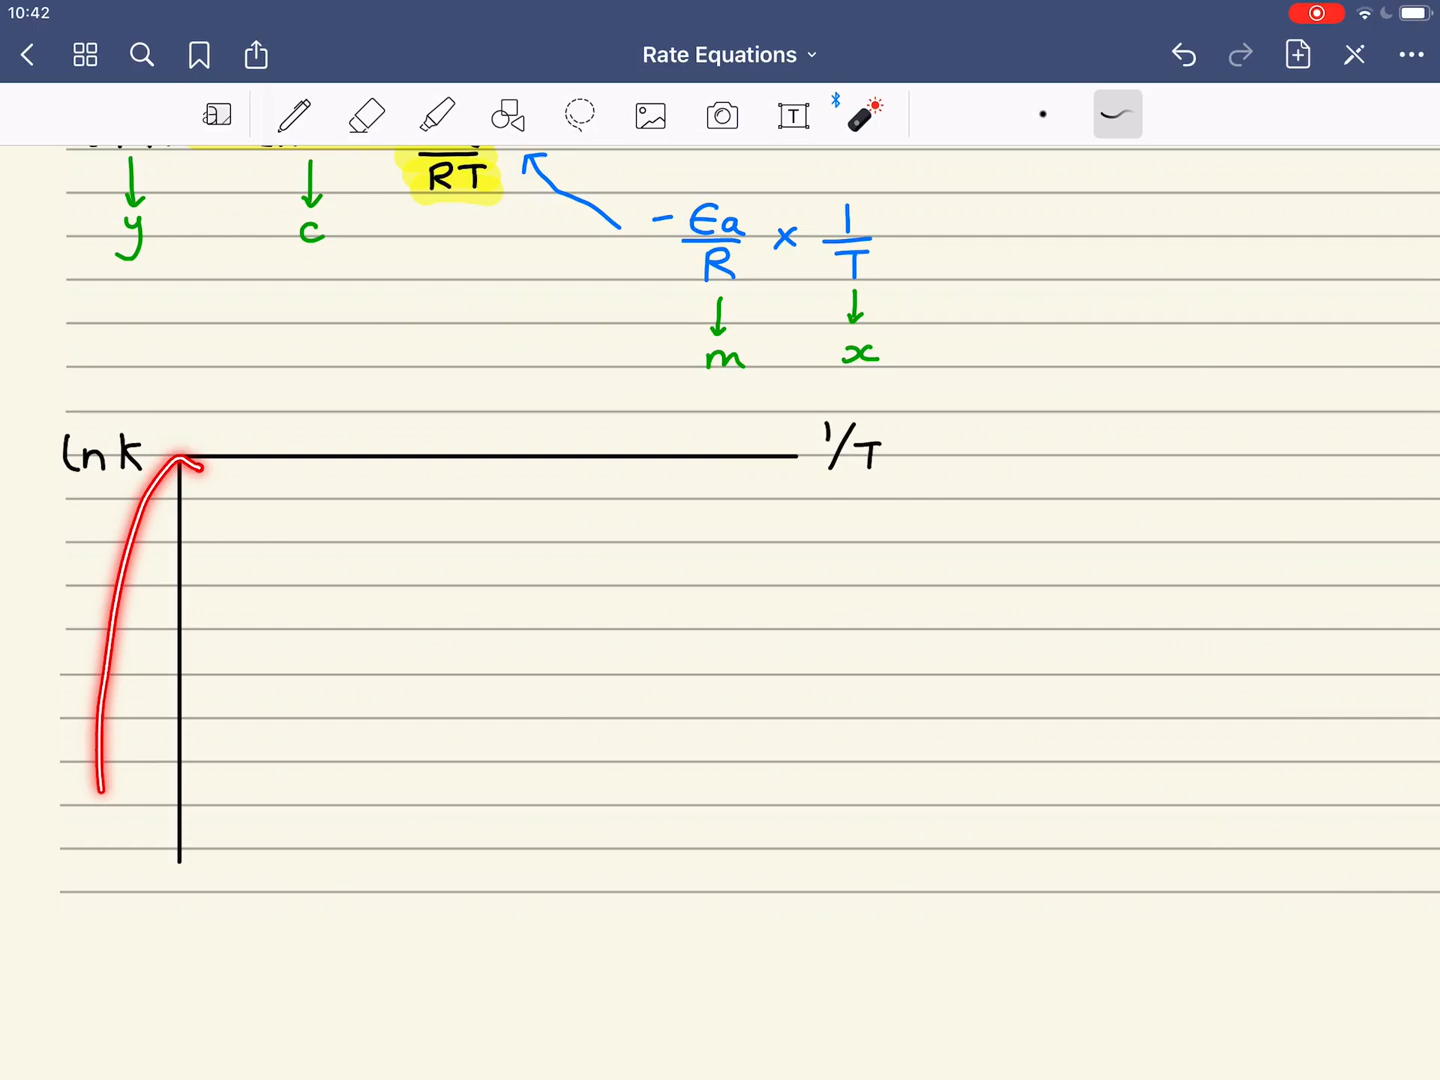 10:42
Rate Equations
T
RT
y c
- Ea x 1
R T
m x
ln k 1/T